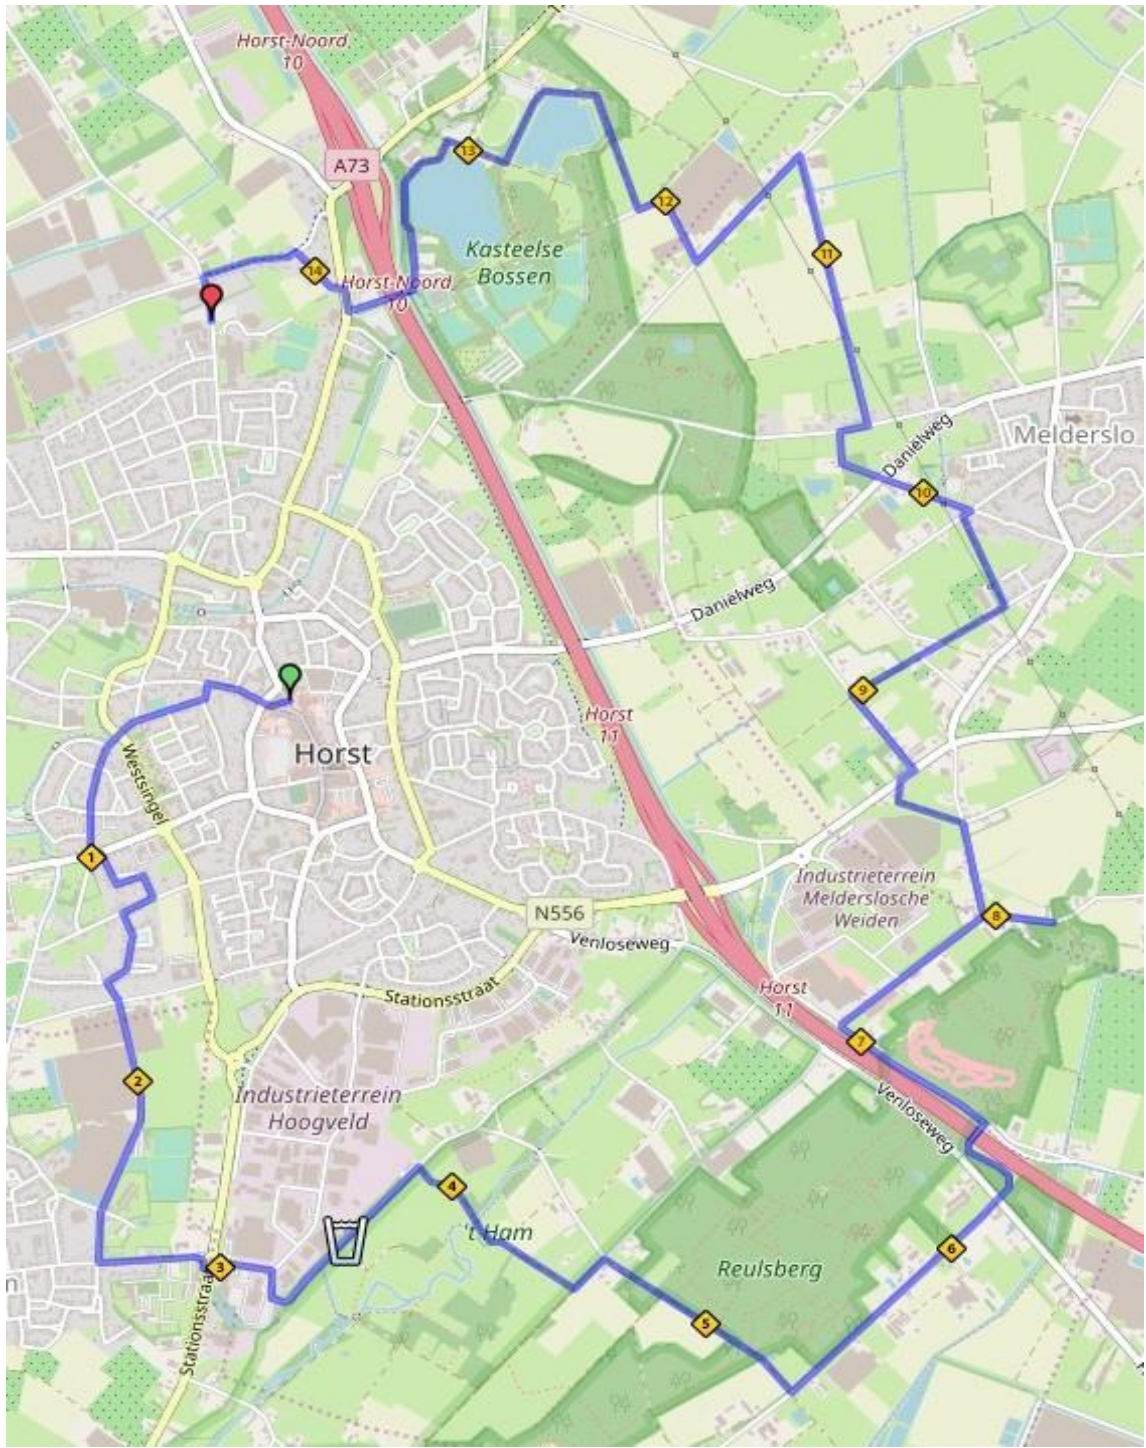 Horst-Noord
10
A73
13
12
Kasteelse
Bossen
11
14
Horst-Noord
10
Danielweg
Melderslo
10
Danielweg
9
Horst
11
Horst
Westsingel
1
Industrieterrein
Melderslosche
Weiden
N556
8
Venloseweg
Stationsstraat
Horst
11
7
2
Industrieterrein
Hoogveld
Venloseweg
4
't Ham
6
3
Reulsberg
5
Stationsstraat
n